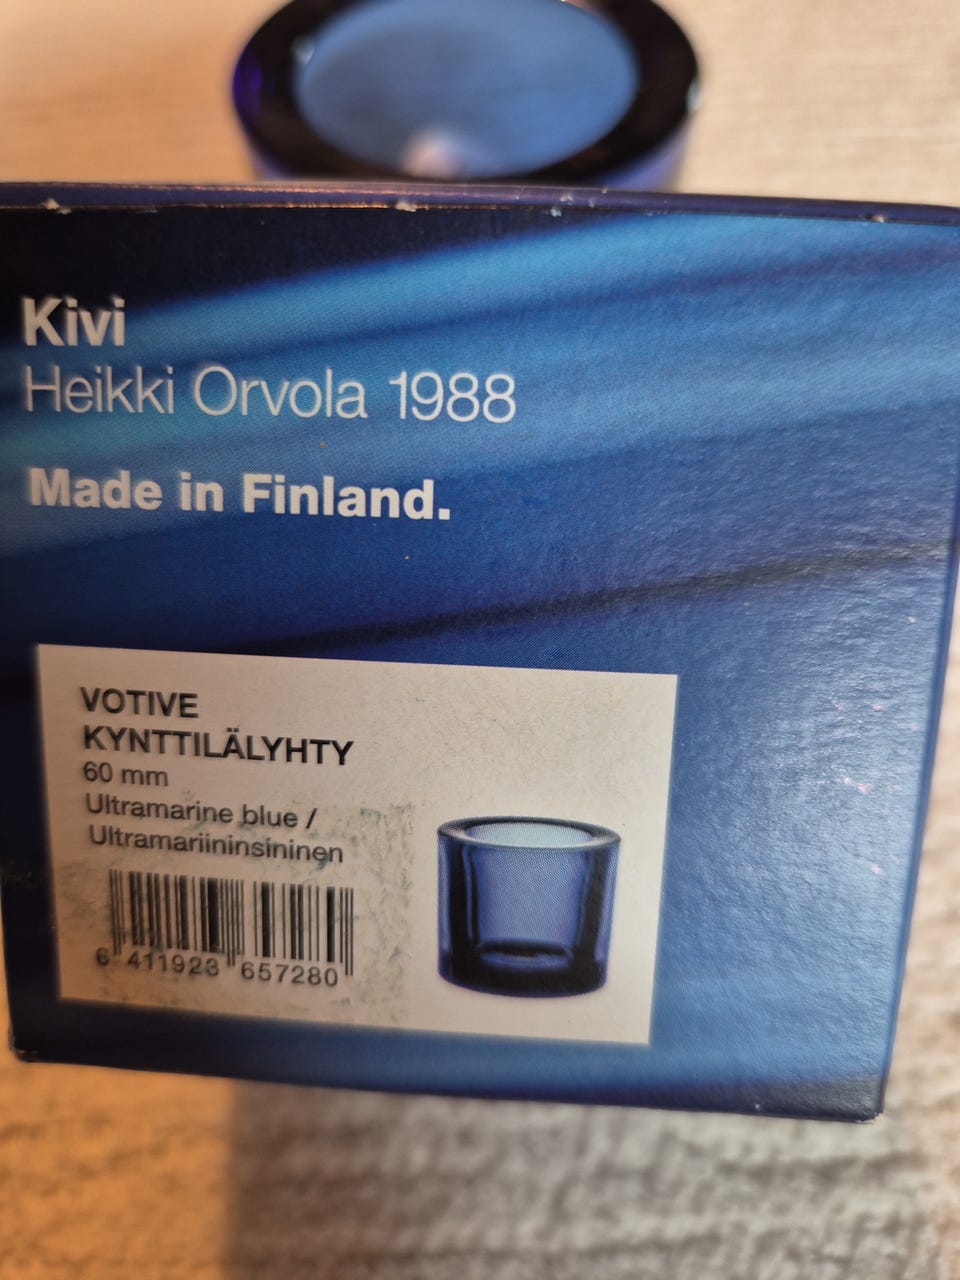 Kivi
Heikki Orvola 1988
Made in Finland.
VOTIVE
KYNTTILÄLYHTY
60 mm
Ultramarine blue /
Ultramariininsininen
6 411923 657280